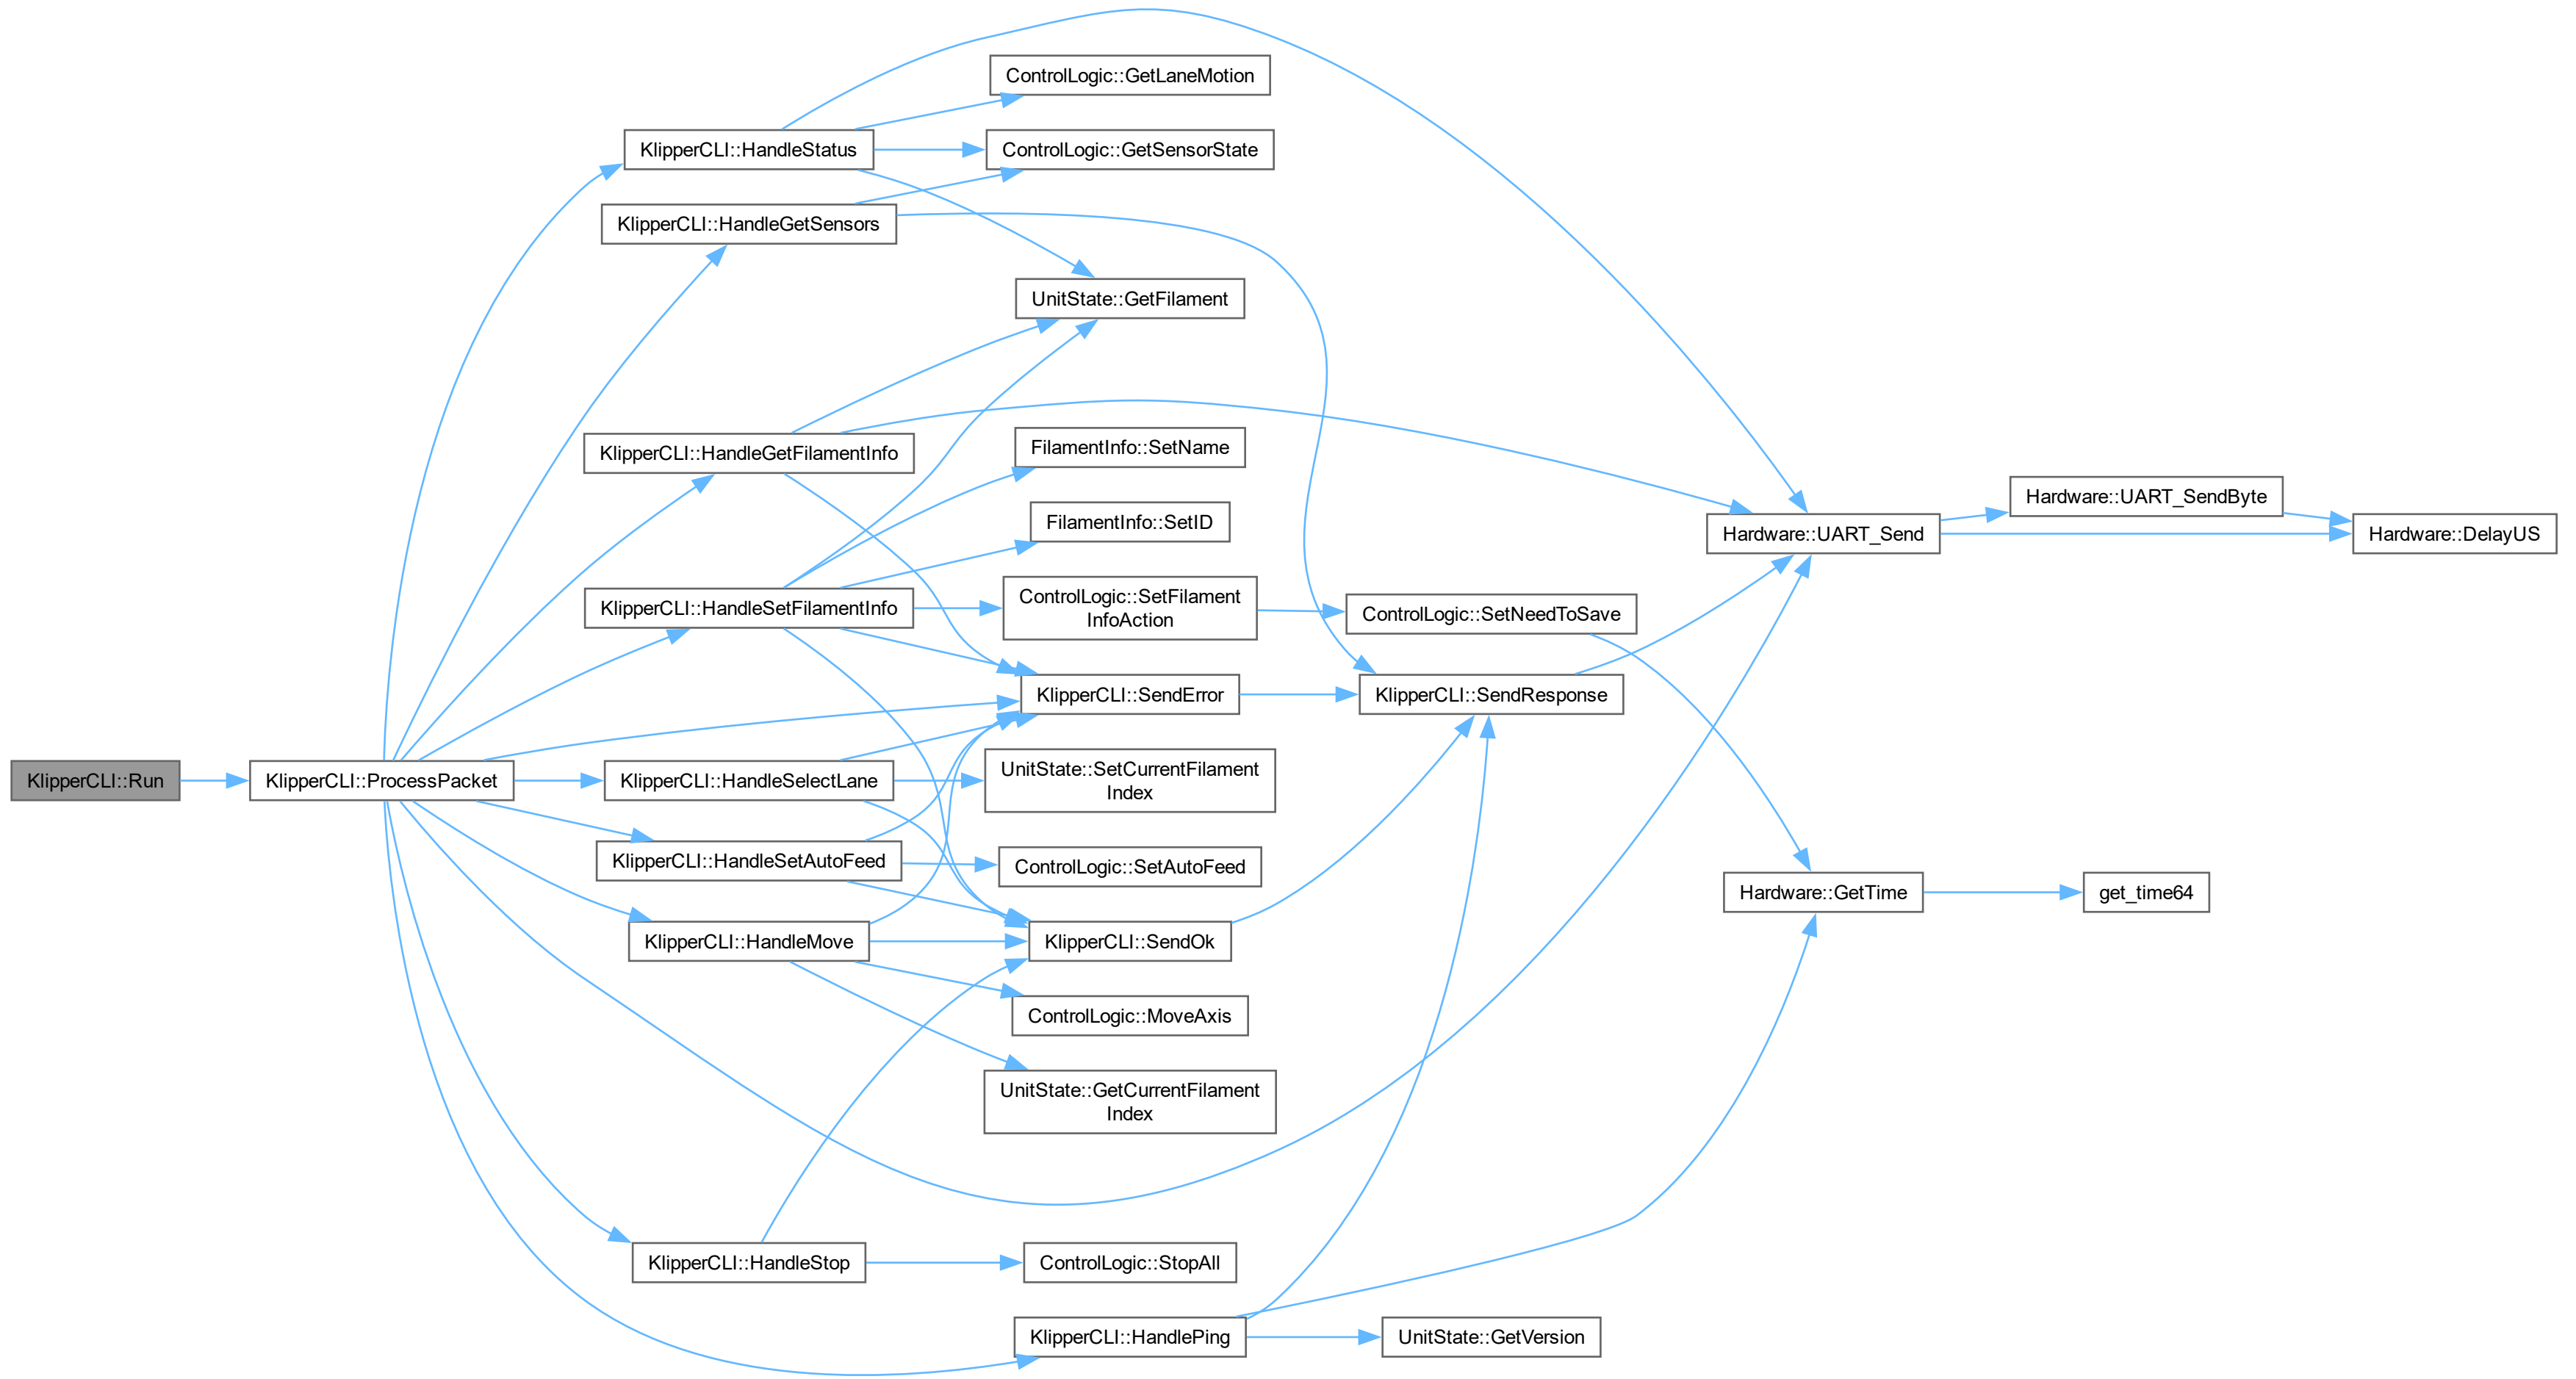 KlipperCLI::Run
KlipperCLI::ProcessPacket
KlipperCLI::HandleStatus
KlipperCLI::HandleGetSensors
KlipperCLI::HandleGetFilamentInfo
KlipperCLI::HandleSetFilamentInfo
KlipperCLI::HandleSelectLane
KlipperCLI::HandleSetAutoFeed
KlipperCLI::HandleMove
KlipperCLI::HandleStop
KlipperCLI::HandlePing
ControlLogic::GetLaneMotion
ControlLogic::GetSensorState
UnitState::GetFilament
FilamentInfo::SetName
FilamentInfo::SetID
ControlLogic::SetFilament
InfoAction
KlipperCLI::SendError
UnitState::SetCurrentFilament
Index
ControlLogic::SetAutoFeed
KlipperCLI::SendOk
ControlLogic::MoveAxis
UnitState::GetCurrentFilament
Index
ControlLogic::StopAll
ControlLogic::SetNeedToSave
KlipperCLI::SendResponse
UnitState::GetVersion
Hardware::UART_Send
Hardware::GetTime
Hardware::UART_SendByte
get_time64
Hardware::DelayUS